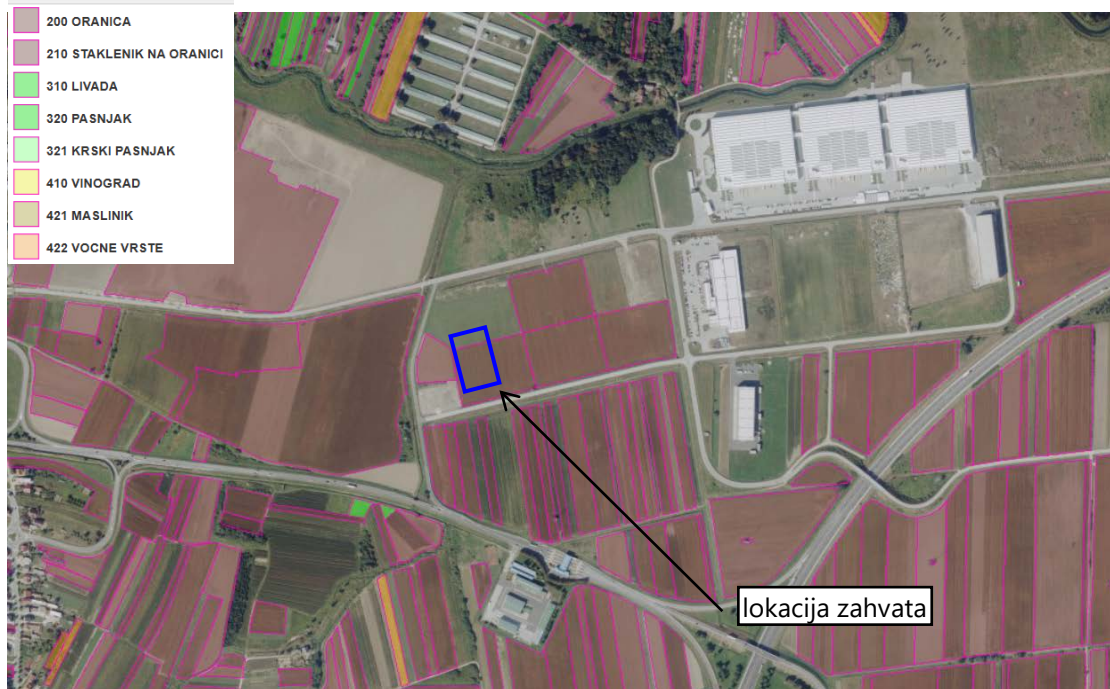 200 ORANICA
210 STAKLENIK NA ORANICI
310 LIVADA
320 PASNJAK
321 KRSKI PASNJAK
410 VINOGRAD
421 MASLINIK
422 VOCNE VRSTE
lokacija zahvata